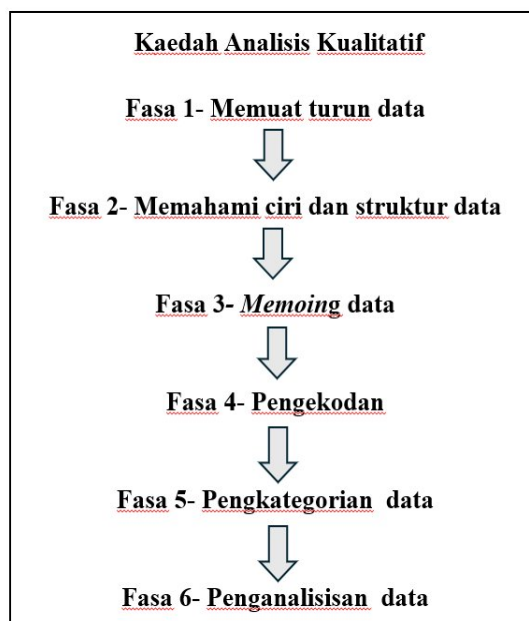 Kaedah Analisis Kualitatif
Fasa 1- Memuat turun data
Fasa 2- Memahami ciri dan struktur data
Fasa 3- Memoing data
Fasa 4- Pengekodan
Fasa 5- Pengkategorian data
Fasa 6- Penganalisisan data